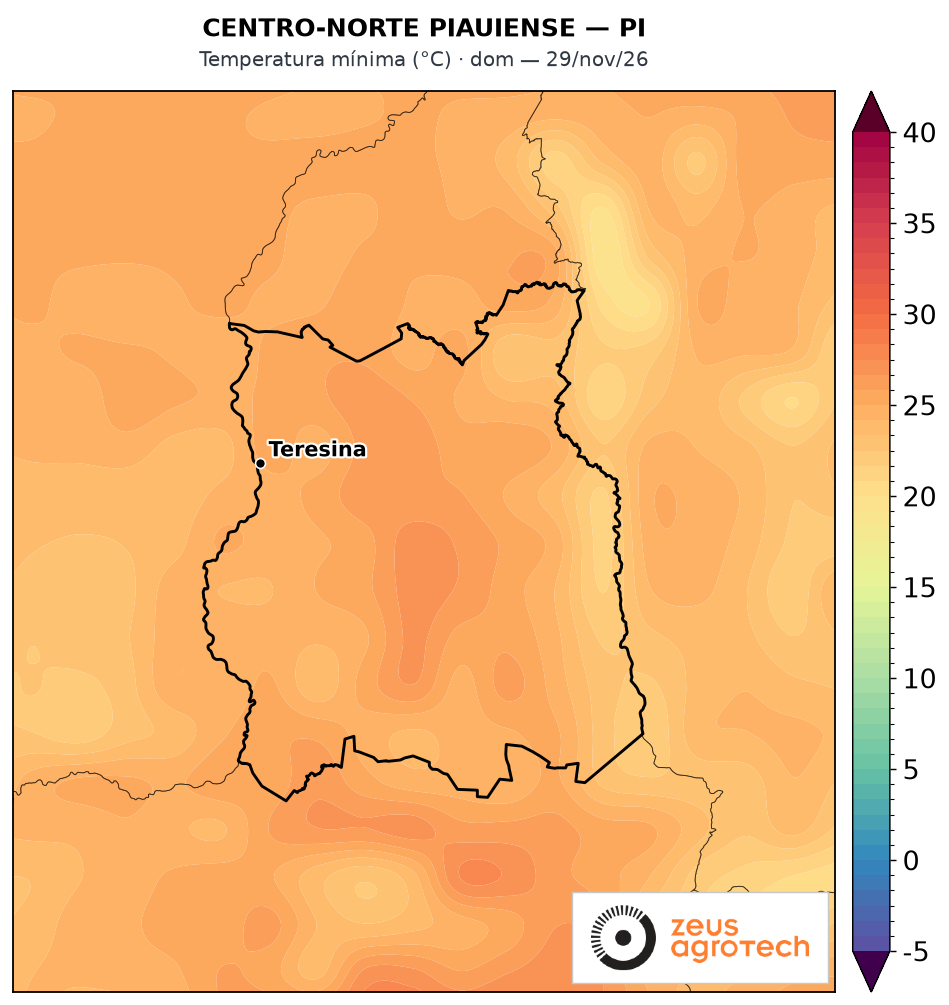 CENTRO-NORTE PIAUIENSE — PI
Temperatura mínima (°C) · dom — 29/nov/26
Teresina
40
35
30
25
20
15
10
5
0
-5
zeus
agrotech